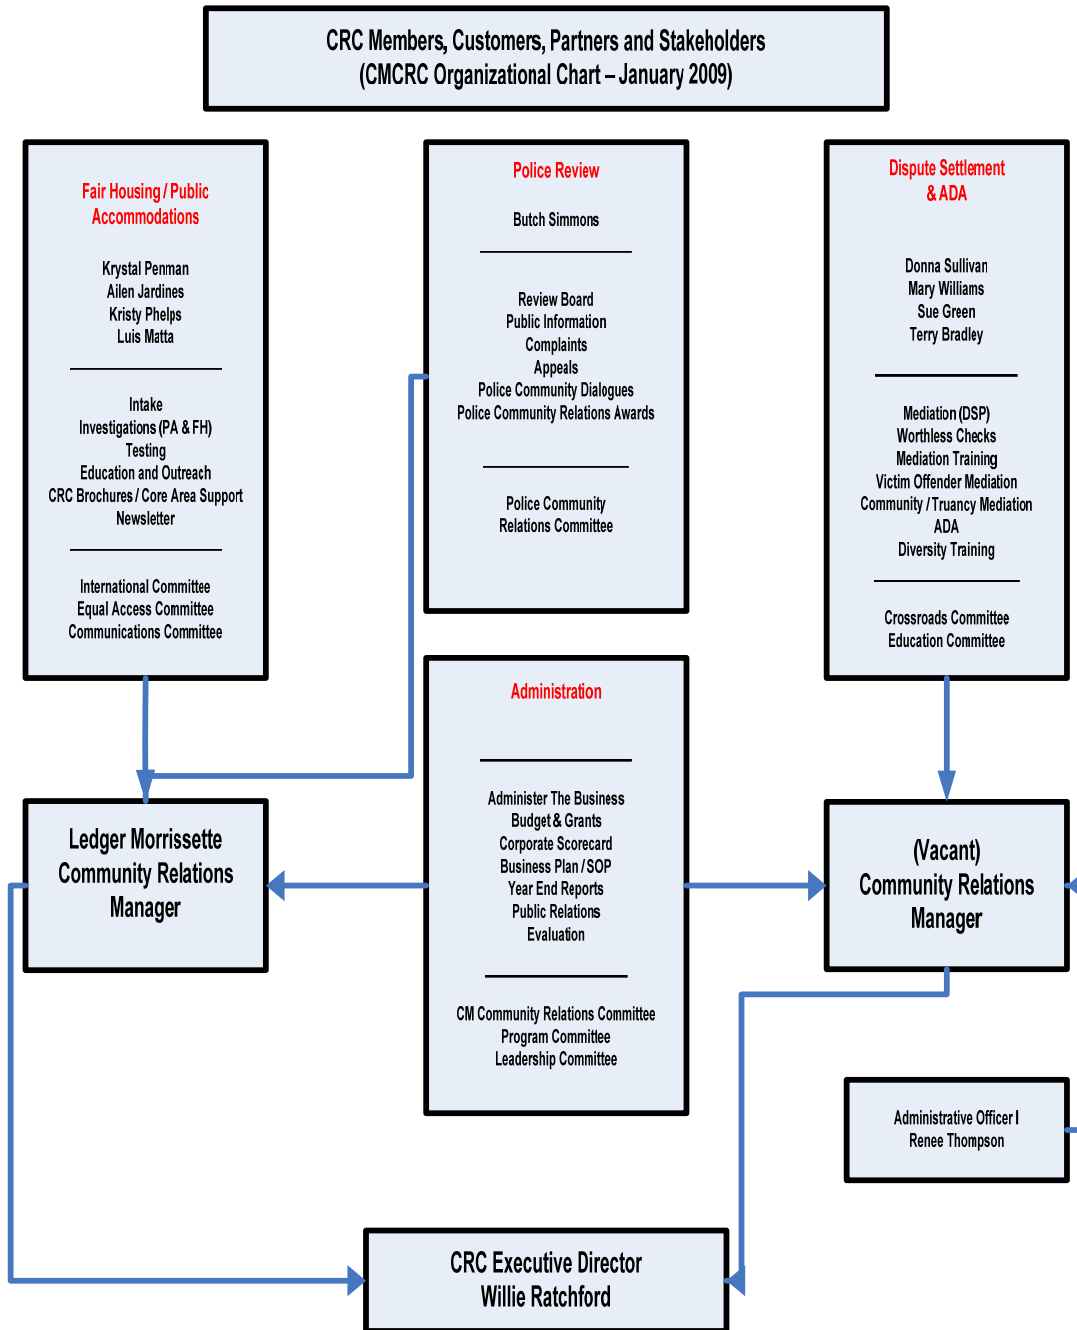 CRC Members, Customers, Partners and Stakeholders
(CMCRC Organizational Chart – January 2009)
Fair Housing / Public
Accommodations
Krystal Penman
Ailen Jardines
Kristy Phelps
Luis Matta
Intake
Investigations (PA & FH)
Testing
Education and Outreach
CRC Brochures / Core Area Support
Newsletter
International Committee
Equal Access Committee
Communications Committee
Police Review
Butch Simmons
Review Board
Public Information
Complaints
Appeals
Police Community Dialogues
Police Community Relations Awards
Police Community
Relations Committee
Dispute Settlement
& ADA
Donna Sullivan
Mary Williams
Sue Green
Terry Bradley
Mediation (DSP)
Worthless Checks
Mediation Training
Victim Offender Mediation
Community / Truancy Mediation
ADA
Diversity Training
Crossroads Committee
Education Committee
Administration
Administer The Business
Budget & Grants
Corporate Scorecard
Business Plan / SOP
Year End Reports
Public Relations
Evaluation
CM Community Relations Committee
Program Committee
Leadership Committee
Ledger Morrissette
Community Relations
Manager
(Vacant)
Community Relations
Manager
Administrative Officer I
Renee Thompson
CRC Executive Director
Willie Ratchford